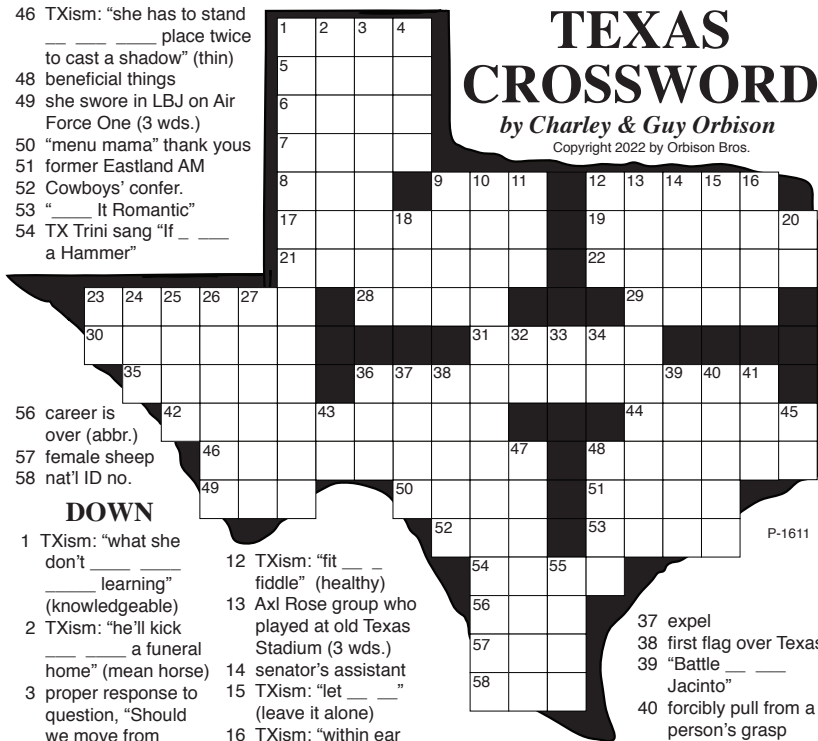 46 TXism: “she has to stand
__ ___ ____ place twice
to cast a shadow” (thin)
48 beneficial things
49 she swore in LBJ on Air
Force One (3 wds.)
50 “menu mama” thank yous
51 former Eastland AM
52 Cowboys’ confer.
53 “____ It Romantic”
54 TX Trini sang “If _ ___
a Hammer”
TEXAS
CROSSWORD
by Charley & Guy Orbison
Copyright 2022 by Orbison Bros.
1 2 3 4
5
6
7
8 9 10 11 12 13 14 15 16
17 18 19 20
21 22
23 24 25 26 27 28 29
30 31 32 33 34
35 36 37 38 39 40 41
42 43 44 45
46 47 48
49 50 51
52 53
54 55
56
57
58
P-1611
56 career is
over (abbr.)
57 female sheep
58 nat’l ID no.
DOWN
1 TXism: “what she
don’t ____ ____
_____ learning”
(knowledgeable)
2 TXism: “he’ll kick
___ ____ a funeral
home” (mean horse)
3 proper response to
question, “Should
we move from
12 TXism: “fit __ _
fiddle” (healthy)
13 Axl Rose group who
played at old Texas
Stadium (3 wds.)
14 senator’s assistant
15 TXism: “let __ __”
(leave it alone)
16 TXism: “within ear
37 expel
38 first flag over Texas
39 “Battle __ ___
Jacinto”
40 forcibly pull from a
person’s grasp